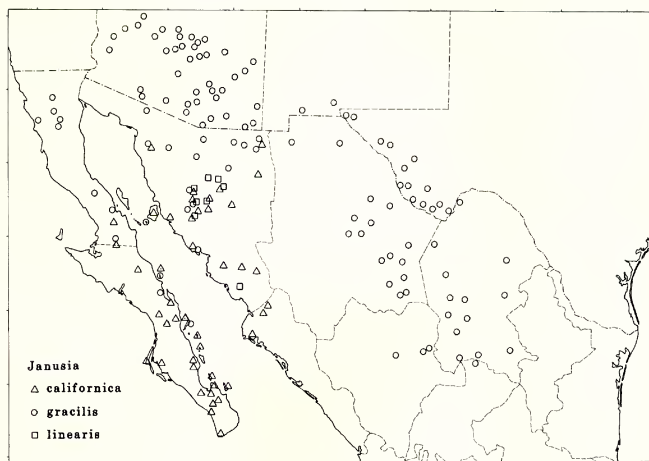 Janusia
△ californica
○ gracilis
□ linearis